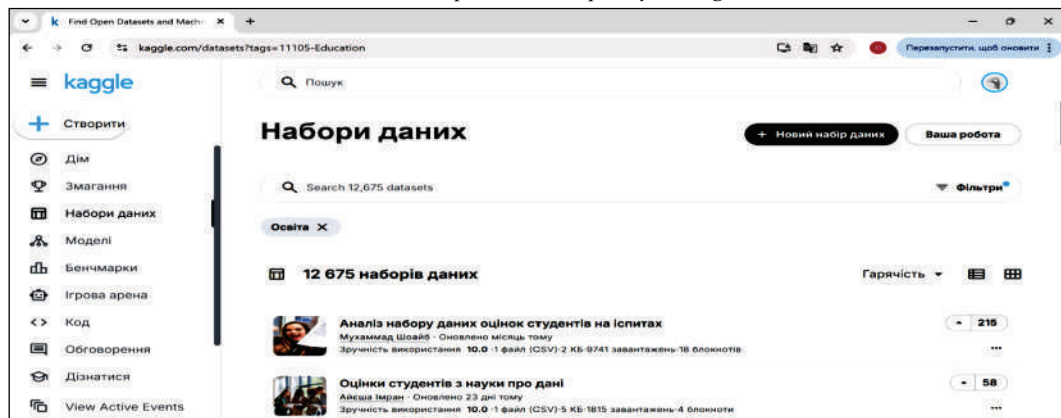 Find Open Datasets and Machi
kaggle.com/datasets?tags=11105-Education
Перезапустити, щоб оновити
kaggle
Пошук
Створити
Набори даних
+ Новий набір даних
Ваша робота
Дім
Змагання
Search 12,675 datasets
Фільтри
Набори даних
Освіта X
Моделі
Бенчмарки
12 675 наборів даних
Гарячість
Ігрова арена
Код
Аналіз набору даних оцінок студентів на іспитах
215
Мухаммад Шоайб · Оновлено місяць тому
Обговорення
Зручність використання 10.0 ·1 файл (CSV)·2 КБ·9741 завантажень·18 блокнотів
Дізнатися
Оцінки студентів з науки про дані
58
Айєша Імран · Оновлено 23 дні тому
View Active Events
Зручність використання 10.0 ·1 файл (CSV)·5 КБ·1815 завантажень·4 блокноти